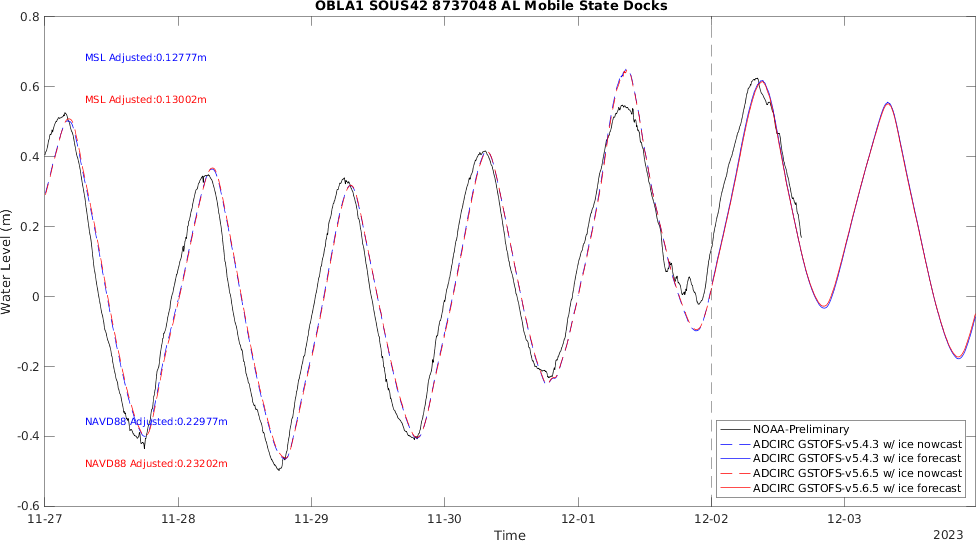 OBLA1 SOUS42 8737048 AL Mobile State Docks
0.8
0.6
0.4
0.2
0
-0.2
-0.4
-0.6
Water Level (m)
MSL Adjusted:0.12777m
MSL Adjusted:0.13002m
NAVD88 Adjusted:0.22977m
NAVD88 Adjusted:0.23202m
NOAA-Preliminary
ADCIRC GSTOFS-v5.4.3 w/ ice nowcast
ADCIRC GSTOFS-v5.4.3 w/ ice forecast
ADCIRC GSTOFS-v5.6.5 w/ ice nowcast
ADCIRC GSTOFS-v5.6.5 w/ ice forecast
11-27 11-28 11-29 11-30 12-01 12-02 12-03
Time
2023